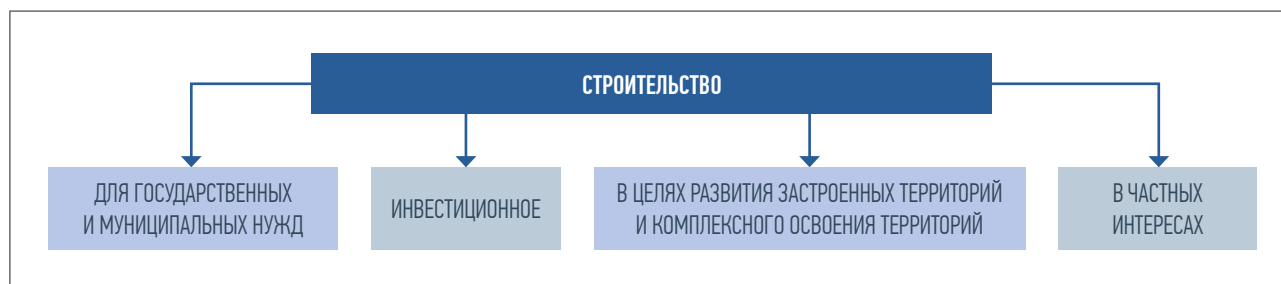 СТРОИТЕЛЬСТВО
ДЛЯ ГОСУДАРСТВЕННЫХ
И МУНИЦИПАЛЬНЫХ НУЖД
ИНВЕСТИЦИОННОЕ
В ЦЕЛЯХ РАЗВИТИЯ ЗАСТРОЕННЫХ ТЕРРИТОРИЙ
И КОМПЛЕКСНОГО ОСВОЕНИЯ ТЕРРИТОРИЙ
В ЧАСТНЫХ
ИНТЕРЕСАХ